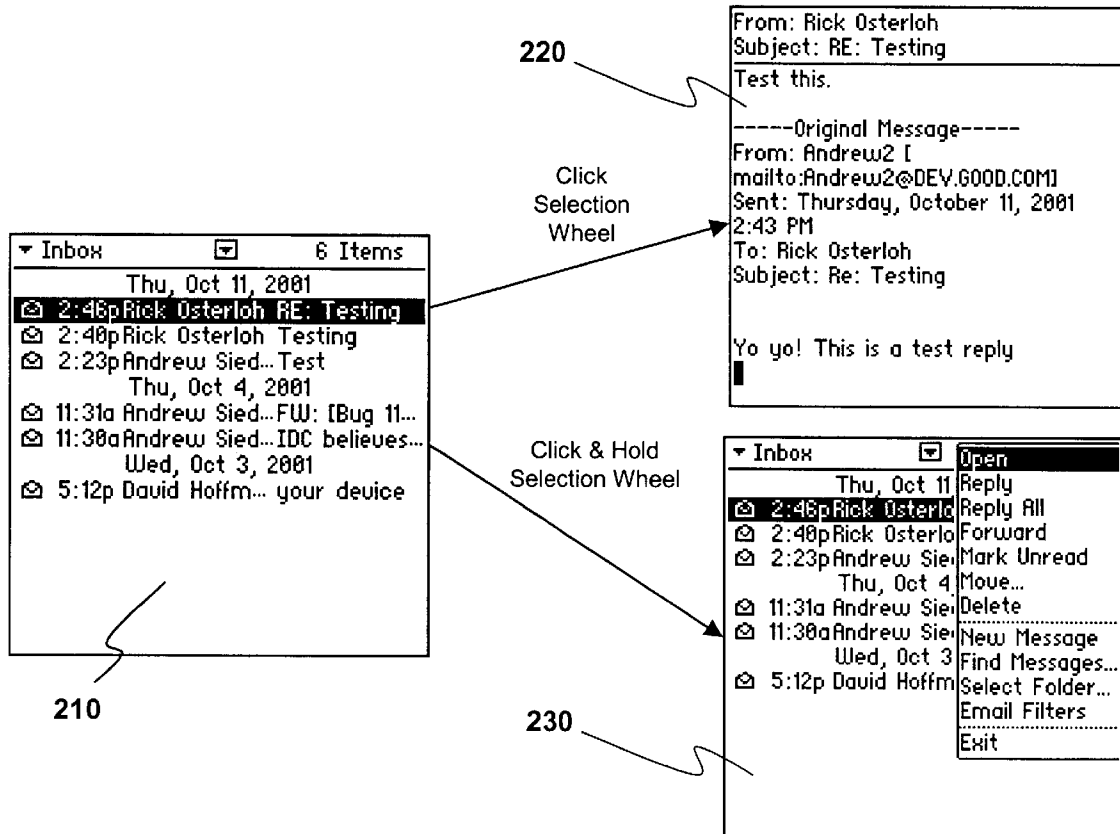 ▾ Inbox 6 Items
Thu, Oct 11, 2001
2:46p Rick Osterloh RE: Testing
2:40p Rick Osterloh Testing
2:23p Andrew Sied... Test
Thu, Oct 4, 2001
11:31a Andrew Sied... FW: [Bug 11...
11:30a Andrew Sied... IDC believes...
Wed, Oct 3, 2001
5:12p David Hoffm... your device
210
Click
Selection
Wheel
Click & Hold
Selection Wheel
220
From: Rick Osterloh
Subject: RE: Testing
Test this.
-----Original Message-----
From: Andrew2 [
mailto:Andrew2@DEV.GOOD.COM]
Sent: Thursday, October 11, 2001
2:43 PM
To: Rick Osterloh
Subject: Re: Testing
Yo yo! This is a test reply
▾ Inbox
Thu, Oct 11
2:46p Rick Osterlo
2:40p Rick Osterlo
2:23p Andrew Sie
Thu, Oct 4
11:31a Andrew Sie
11:30a Andrew Sie
Wed, Oct 3
5:12p David Hoffm
Open
Reply
Reply All
Forward
Mark Unread
Move...
Delete
New Message
Find Messages...
Select Folder...
Email Filters
Exit
230